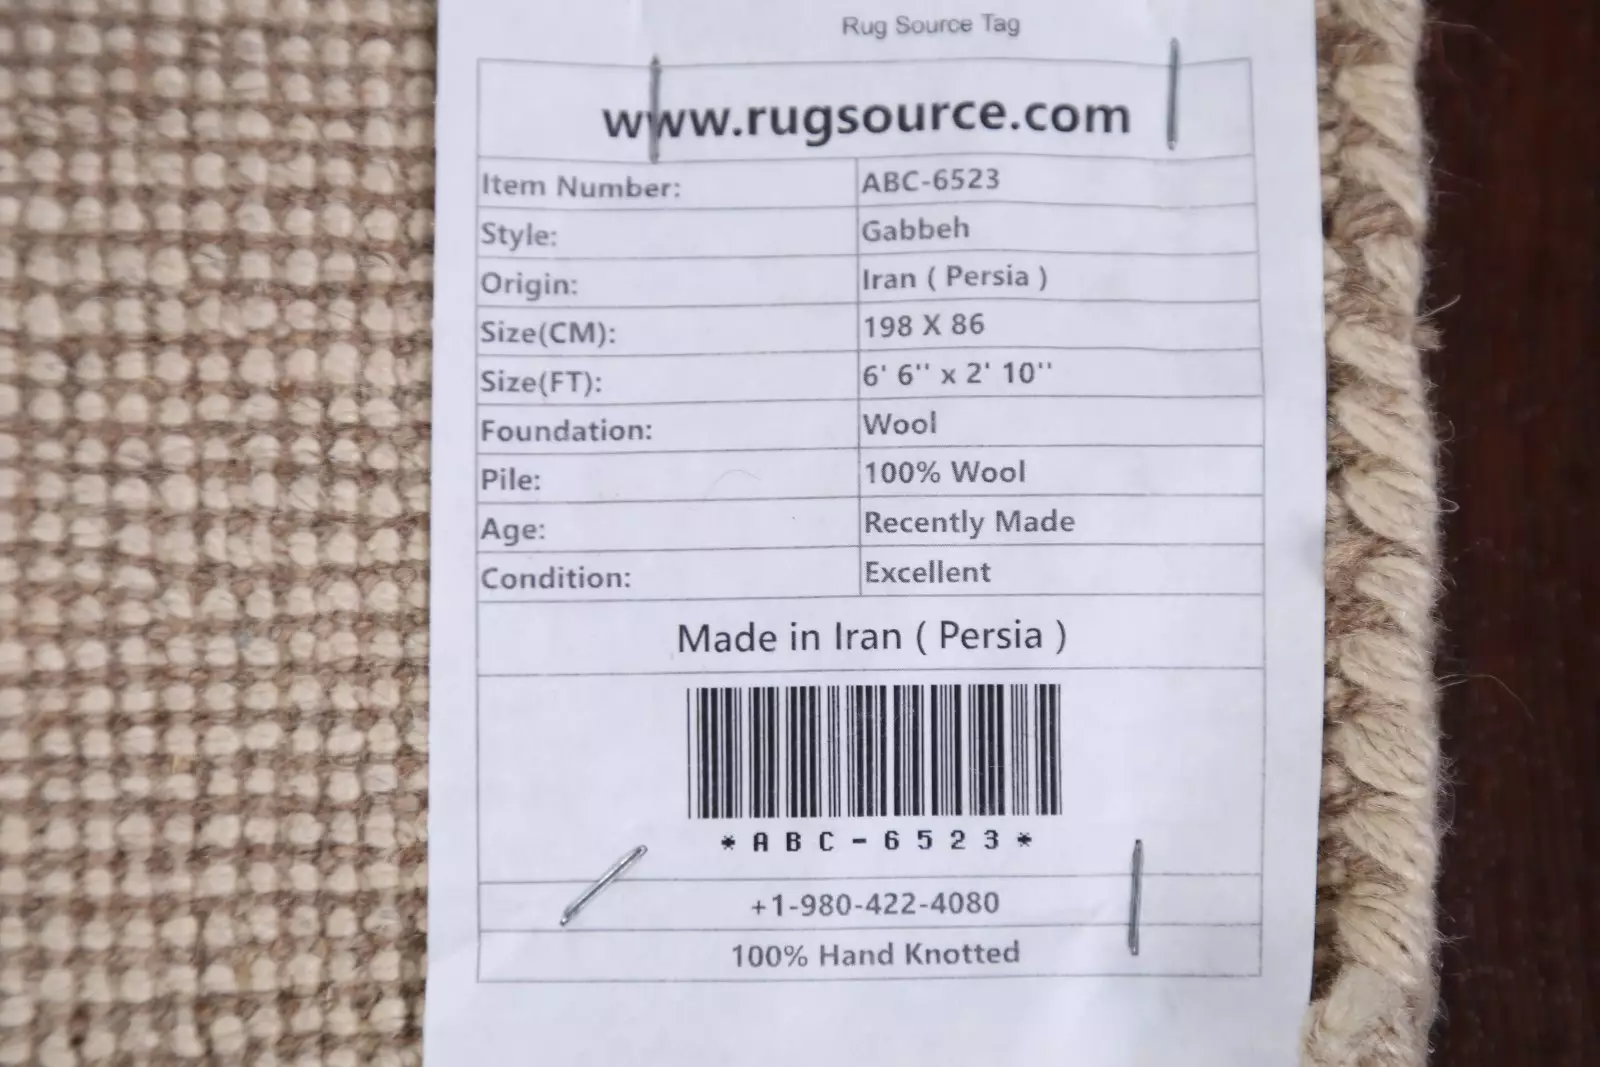 Rug Source Tag
www.rugsource.com
Item Number: ABC-6523
Style: Gabbeh
Origin: Iran ( Persia )
Size(CM): 198 X 86
Size(FT): 6' 6'' x 2' 10''
Foundation: Wool
Pile: 100% Wool
Age: Recently Made
Condition: Excellent
Made in Iran ( Persia )
*ABC-6523*
+1-980-422-4080
100% Hand Knotted